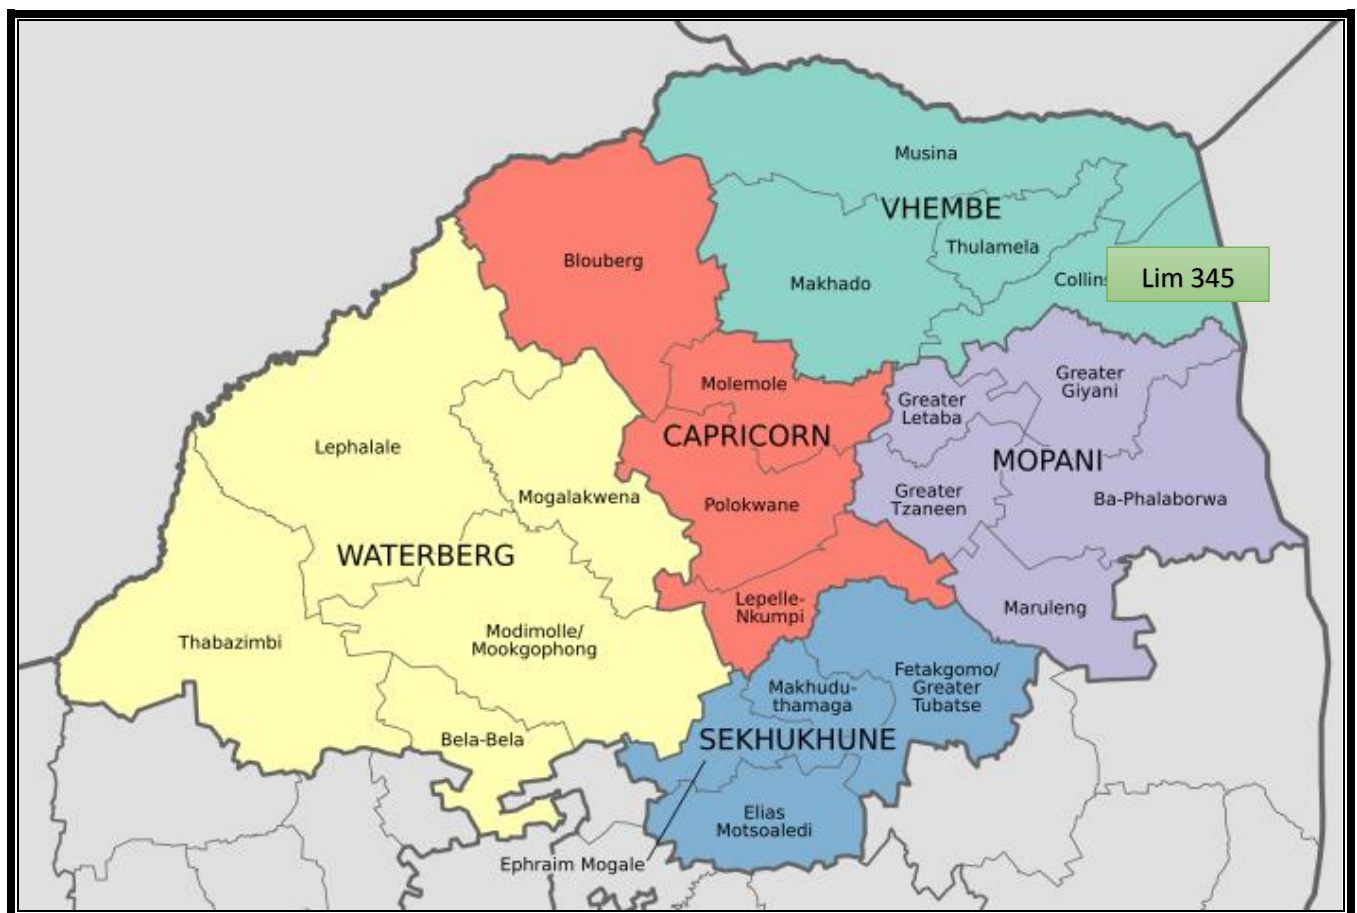 Musina
VHEMBE
Thulamela
Blouberg
Makhado
Collins
Lim 345
Molemole
Greater
Giyani
Greater
Letaba
CAPRICORN
Lephalale
MOPANI
Mogalakwena
Polokwane
Greater
Tzaneen
Ba-Phalaborwa
WATERBERG
Lepelle-
Nkumpi
Maruleng
Thabazimbi
Modimolle/
Mookgophong
Makhudu-
thamaga
Fetakgomo/
Greater
Tubatse
Bela-Bela
SEKHUKHUNE
Elias
Motsoaledi
Ephraim Mogale